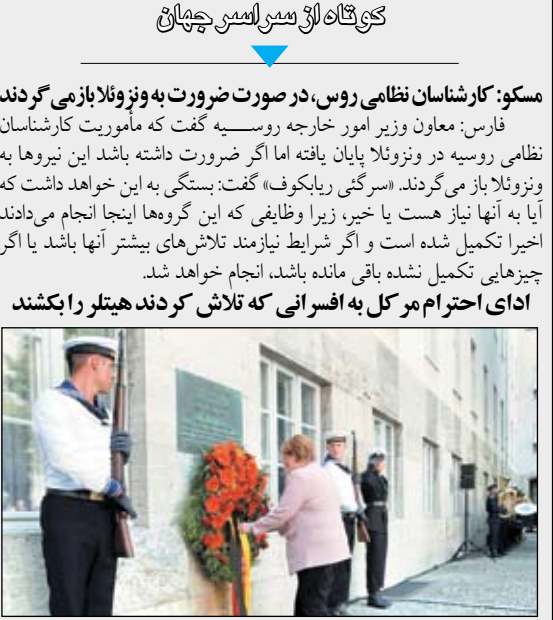 کوتاه از سراسر جهان
مسکو: کارشناسان نظامی روس، در صورت ضرورت به ونزوئلا بازمی گردند
فارس: معاون وزیر امور خارجه روسیه گفت که مأموریت کارشناسان
نظامی روسیه در ونزوئلا پایان یافته اما اگر ضرورت داشته باشد این نیروها به
ونزوئلا باز می‌گردند. «سرگئی ریابکوف» گفت: بستگی به این خواهد داشت که
آیا به آنها نیاز هست یا خیر، زیرا وظایفی که این گروه‌ها اینجا انجام می‌دادند
اخیرا تکمیل شده است و اگر شرایط نیازمند تلاش‌های بیشتر آنها باشد یا اگر
چیزهایی تکمیل نشده باقی مانده باشد، انجام خواهد شد.
ادای احترام مرکل به افسرانی که تلاش کردند هیتلر را بکشند